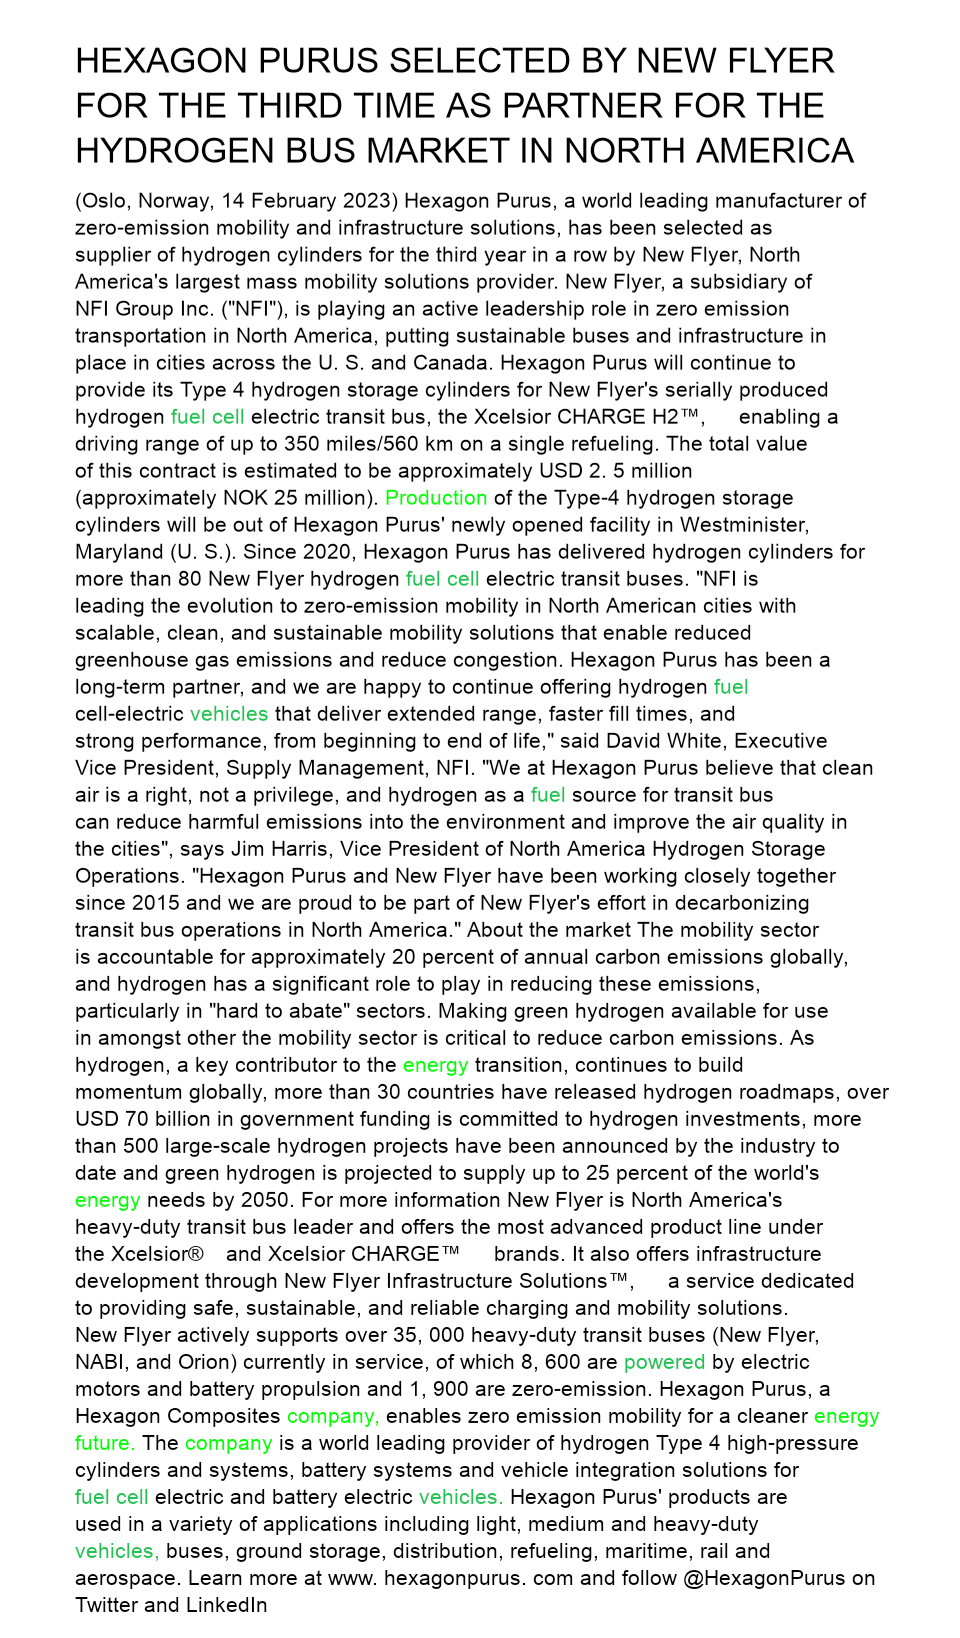 HEXAGON PURUS SELECTED BY NEW FLYER
FOR THE THIRD TIME AS PARTNER FOR THE
HYDROGEN BUS MARKET IN NORTH AMERICA
(Oslo, Norway, 14 February 2023) Hexagon Purus, a world leading manufacturer of
zero-emission mobility and infrastructure solutions, has been selected as
supplier of hydrogen cylinders for the third year in a row by New Flyer, North
America's largest mass mobility solutions provider. New Flyer, a subsidiary of
NFI Group Inc. ("NFI"), is playing an active leadership role in zero emission
transportation in North America, putting sustainable buses and infrastructure in
place in cities across the U. S. and Canada. Hexagon Purus will continue to
provide its Type 4 hydrogen storage cylinders for New Flyer's serially produced
hydrogen fuel cell electric transit bus, the Xcelsior CHARGE H2™, enabling a
driving range of up to 350 miles/560 km on a single refueling. The total value
of this contract is estimated to be approximately USD 2. 5 million
(approximately NOK 25 million). Production of the Type-4 hydrogen storage
cylinders will be out of Hexagon Purus' newly opened facility in Westminister,
Maryland (U. S.). Since 2020, Hexagon Purus has delivered hydrogen cylinders for
more than 80 New Flyer hydrogen fuel cell electric transit buses. "NFI is
leading the evolution to zero-emission mobility in North American cities with
scalable, clean, and sustainable mobility solutions that enable reduced
greenhouse gas emissions and reduce congestion. Hexagon Purus has been a
long-term partner, and we are happy to continue offering hydrogen fuel
cell-electric vehicles that deliver extended range, faster fill times, and
strong performance, from beginning to end of life," said David White, Executive
Vice President, Supply Management, NFI. "We at Hexagon Purus believe that clean
air is a right, not a privilege, and hydrogen as a fuel source for transit bus
can reduce harmful emissions into the environment and improve the air quality in
the cities", says Jim Harris, Vice President of North America Hydrogen Storage
Operations. "Hexagon Purus and New Flyer have been working closely together
since 2015 and we are proud to be part of New Flyer's effort in decarbonizing
transit bus operations in North America." About the market The mobility sector
is accountable for approximately 20 percent of annual carbon emissions globally,
and hydrogen has a significant role to play in reducing these emissions,
particularly in "hard to abate" sectors. Making green hydrogen available for use
in amongst other the mobility sector is critical to reduce carbon emissions. As
hydrogen, a key contributor to the energy transition, continues to build
momentum globally, more than 30 countries have released hydrogen roadmaps, over
USD 70 billion in government funding is committed to hydrogen investments, more
than 500 large-scale hydrogen projects have been announced by the industry to
date and green hydrogen is projected to supply up to 25 percent of the world's
energy needs by 2050. For more information New Flyer is North America's
heavy-duty transit bus leader and offers the most advanced product line under
the Xcelsior® and Xcelsior CHARGE™ brands. It also offers infrastructure
development through New Flyer Infrastructure Solutions™, a service dedicated
to providing safe, sustainable, and reliable charging and mobility solutions.
New Flyer actively supports over 35, 000 heavy-duty transit buses (New Flyer,
NABI, and Orion) currently in service, of which 8, 600 are powered by electric
motors and battery propulsion and 1, 900 are zero-emission. Hexagon Purus, a
Hexagon Composites company, enables zero emission mobility for a cleaner energy
future. The company is a world leading provider of hydrogen Type 4 high-pressure
cylinders and systems, battery systems and vehicle integration solutions for
fuel cell electric and battery electric vehicles. Hexagon Purus' products are
used in a variety of applications including light, medium and heavy-duty
vehicles, buses, ground storage, distribution, refueling, maritime, rail and
aerospace. Learn more at www. hexagonpurus. com and follow @HexagonPurus on
Twitter and LinkedIn